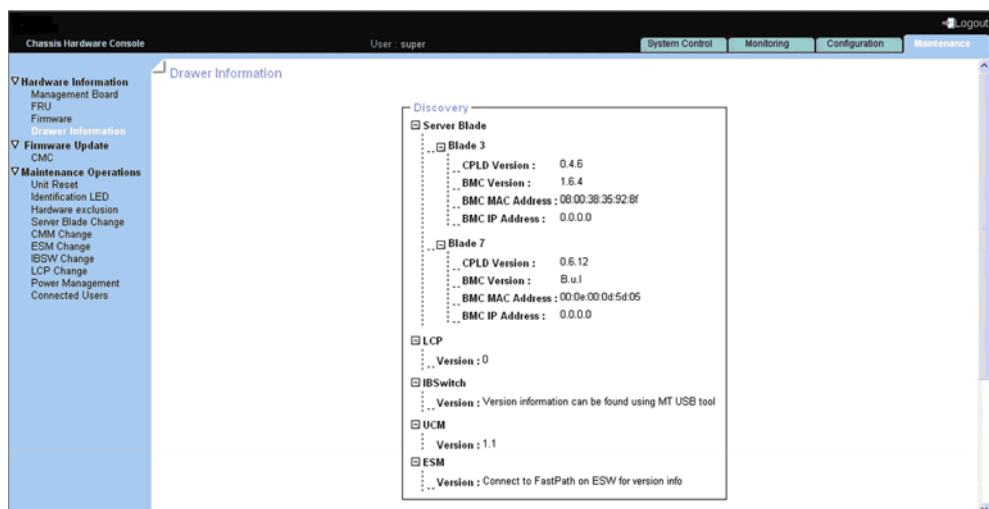 Logout
Chassis Hardware Console
User : super
System Control
Monitoring
Configuration
Maintenance
Hardware Information
Management Board
FRU
Firmware
Drawer Information
Firmware Update
CMC
Maintenance Operations
Unit Reset
Identification LED
Hardware exclusion
Server Blade Change
CMM Change
ESM Change
IBSW Change
LCP Change
Power Management
Connected Users
Drawer Information
Discovery
Server Blade
Blade 3
CPLD Version : 0.4.6
BMC Version : 1.6.4
BMC MAC Address : 08:00:38:35:92:8f
BMC IP Address : 0.0.0.0
Blade 7
CPLD Version : 0.6.12
BMC Version : B.u.l
BMC MAC Address : 00:0e:00:0d:5d:05
BMC IP Address : 0.0.0.0
LCP
Version : 0
IBSwitch
Version : Version information can be found using MT USB tool
UCM
Version : 1.1
ESM
Version : Connect to FastPath on ESW for version info